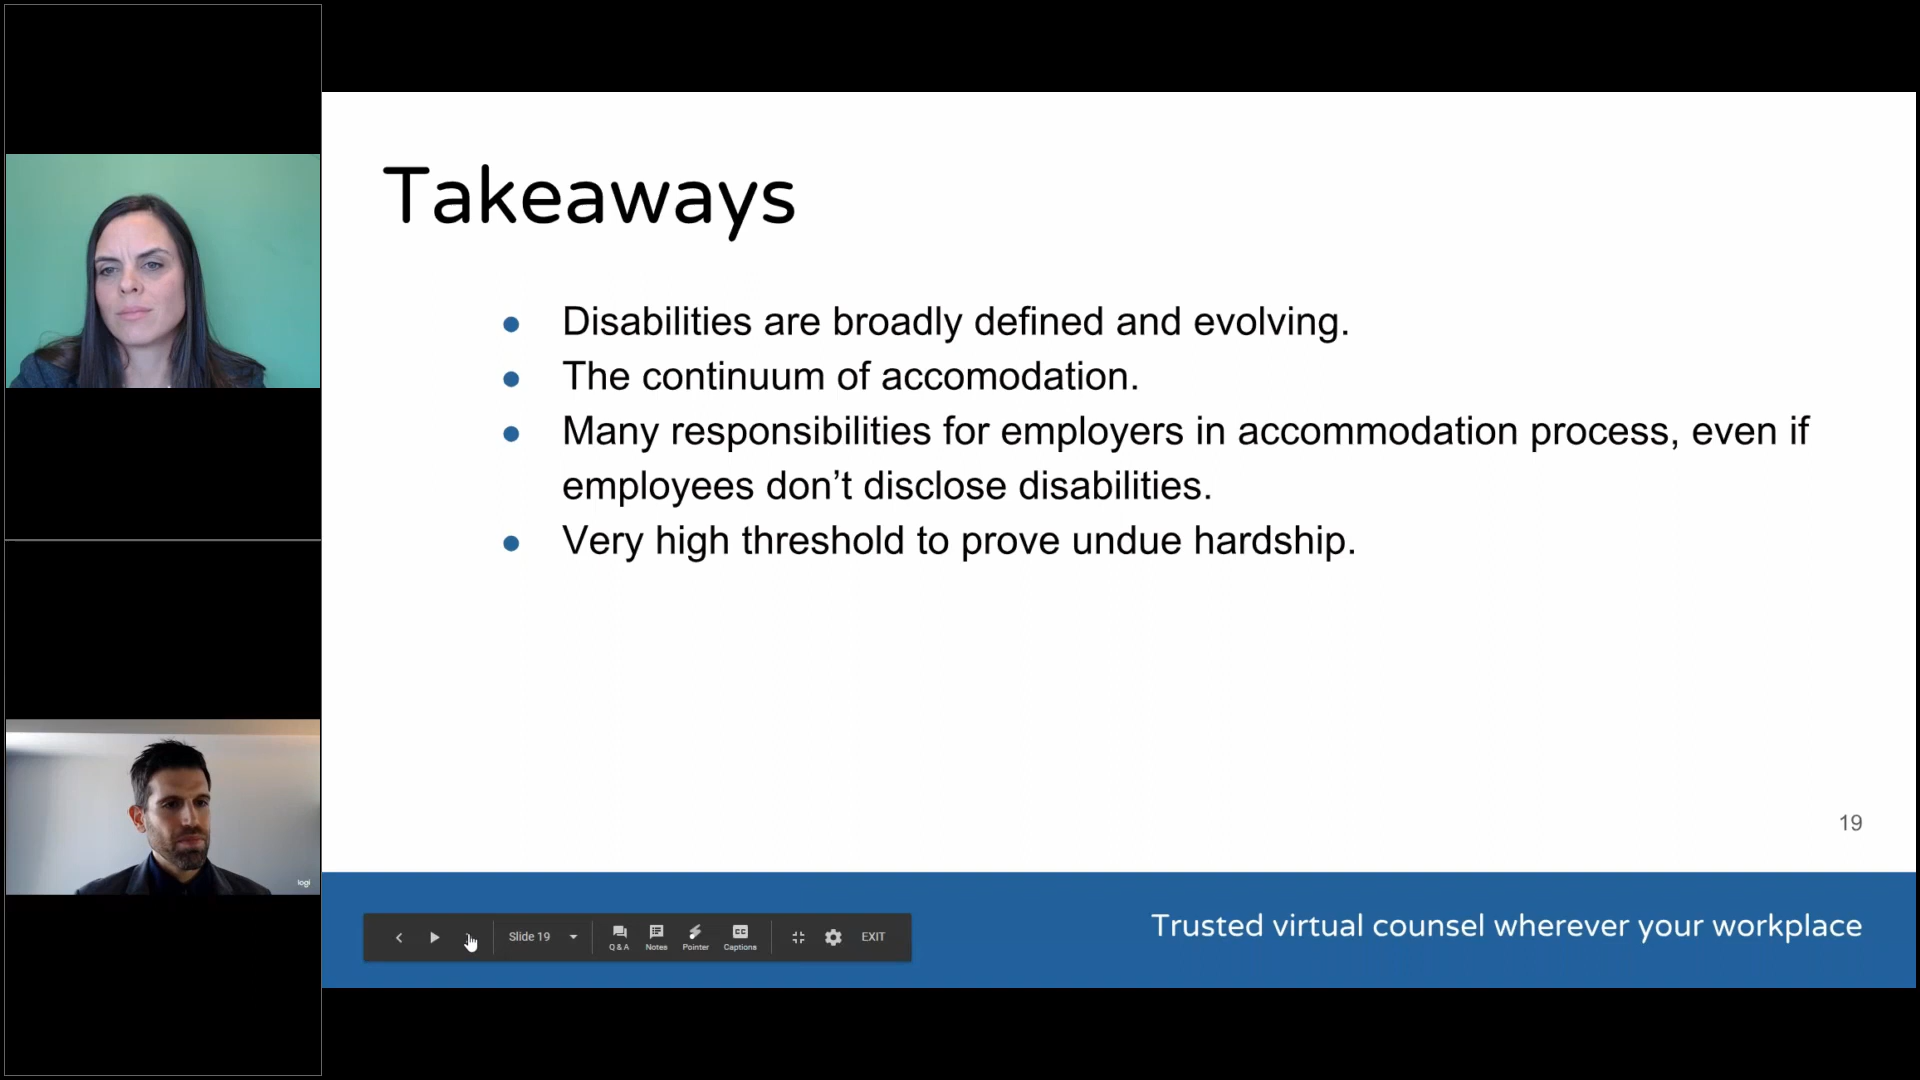 Takeaways
● Disabilities are broadly defined and evolving.
● The continuum of accomodation.
● Many responsibilities for employers in accommodation process, even if
employees don’t disclose disabilities.
● Very high threshold to prove undue hardship.
19
logi
Slide 19
Q & A
Notes
Pointer
CC
Captions
EXIT
Trusted virtual counsel wherever your workplace